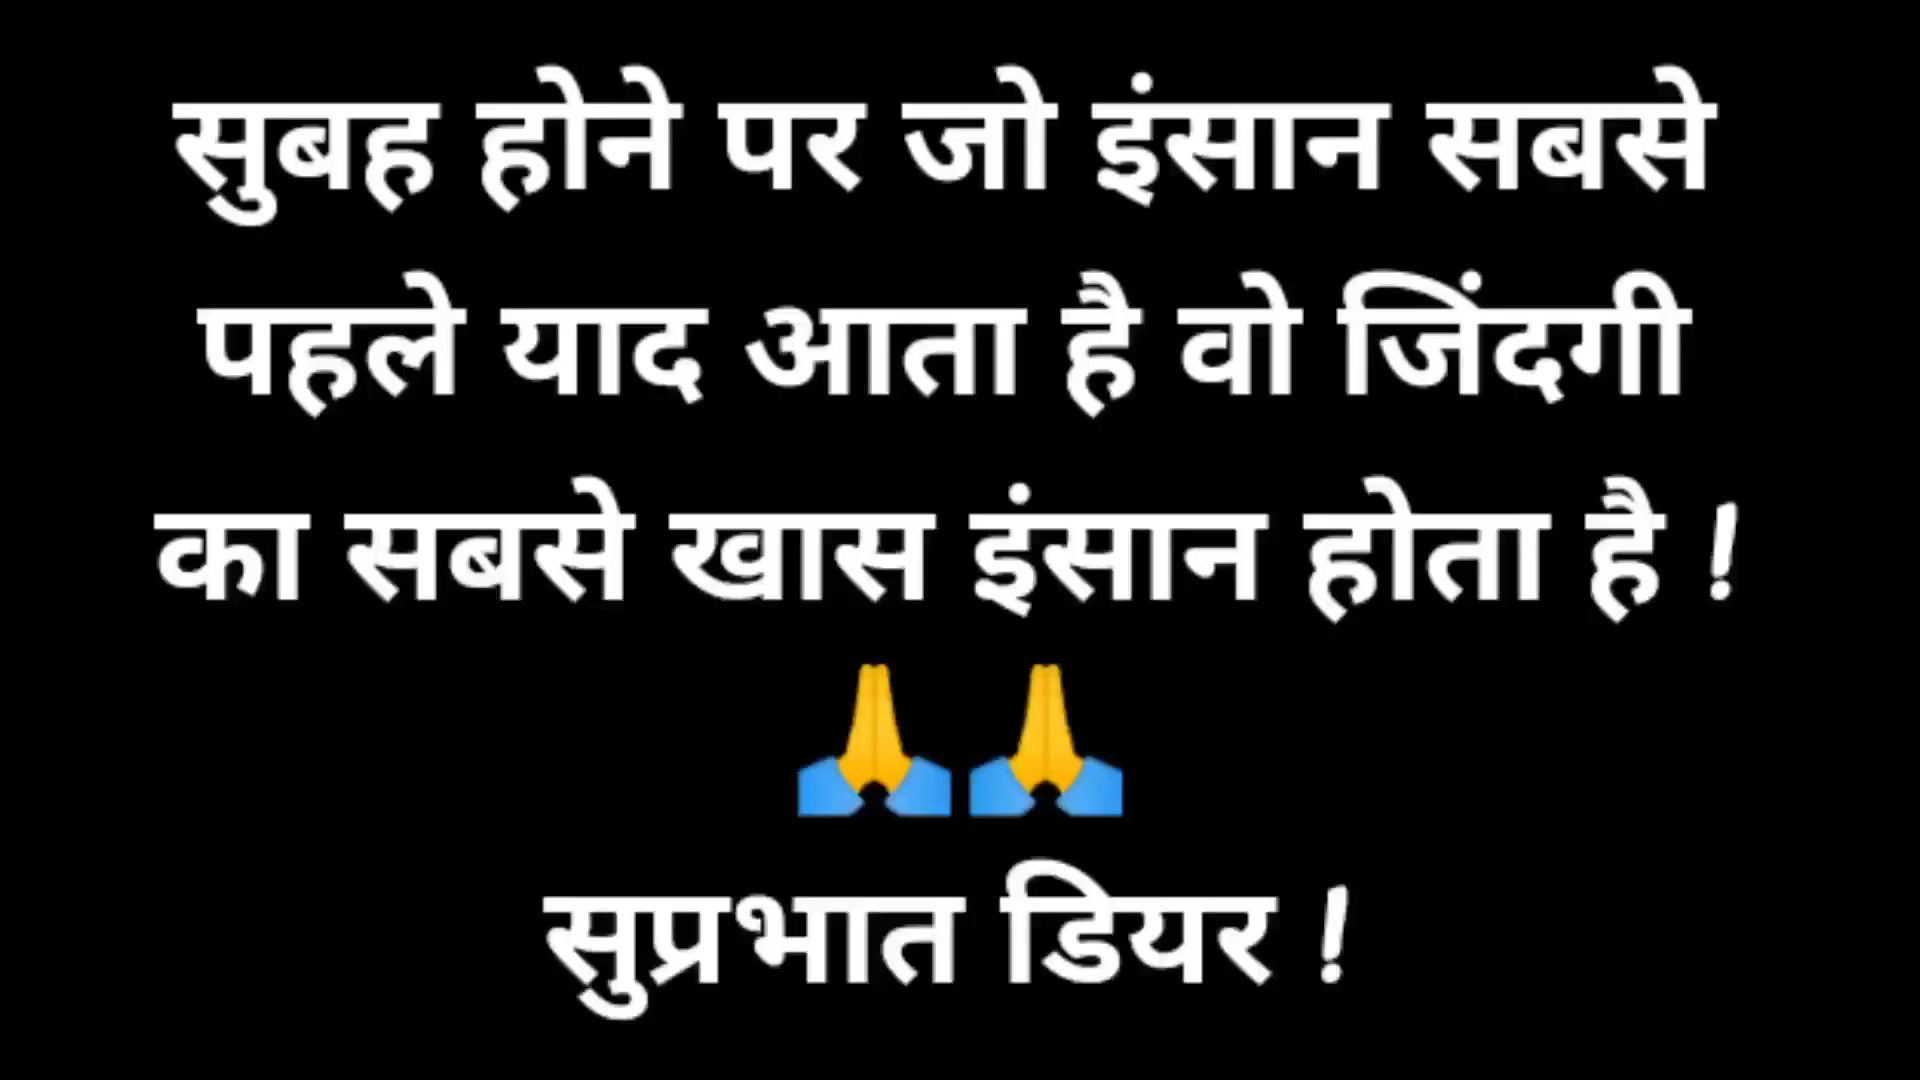 सुबह होने पर जो इंसान सबसे
पहले याद आता है वो जिंदगी
का सबसे खास इंसान होता है !
🙏🙏
सुप्रभात डियर !